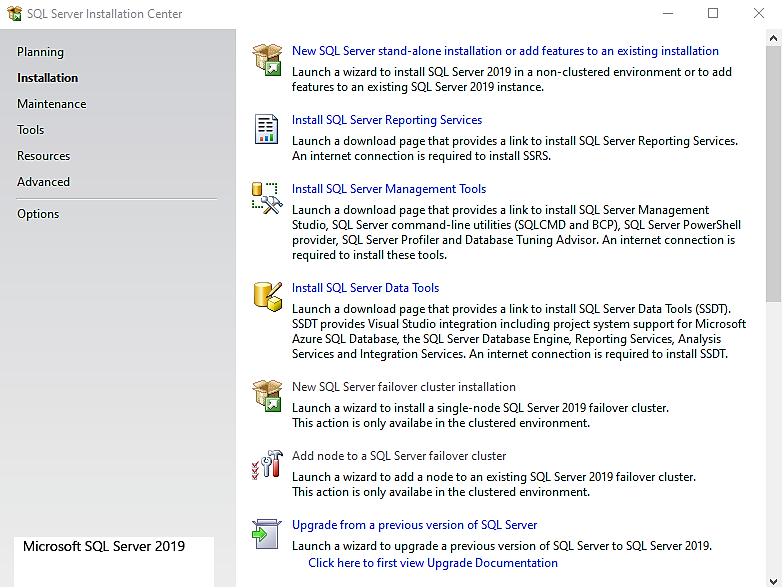 SQL Server Installation Center
Planning
Installation
Maintenance
Tools
Resources
Advanced
Options
Microsoft SQL Server 2019
New SQL Server stand-alone installation or add features to an existing installation
Launch a wizard to install SQL Server 2019 in a non-clustered environment or to add
features to an existing SQL Server 2019 instance.
Install SQL Server Reporting Services
Launch a download page that provides a link to install SQL Server Reporting Services.
An internet connection is required to install SSRS.
Install SQL Server Management Tools
Launch a download page that provides a link to install SQL Server Management
Studio, SQL Server command-line utilities (SQLCMD and BCP), SQL Server PowerShell
provider, SQL Server Profiler and Database Tuning Advisor. An internet connection is
required to install these tools.
Install SQL Server Data Tools
Launch a download page that provides a link to install SQL Server Data Tools (SSDT).
SSDT provides Visual Studio integration including project system support for Microsoft
Azure SQL Database, the SQL Server Database Engine, Reporting Services, Analysis
Services and Integration Services. An internet connection is required to install SSDT.
New SQL Server failover cluster installation
Launch a wizard to install a single-node SQL Server 2019 failover cluster.
This action is only availabe in the clustered environment.
Add node to a SQL Server failover cluster
Launch a wizard to add a node to an existing SQL Server 2019 failover cluster.
This action is only availabe in the clustered environment.
Upgrade from a previous version of SQL Server
Launch a wizard to upgrade a previous version of SQL Server to SQL Server 2019.
Click here to first view Upgrade Documentation